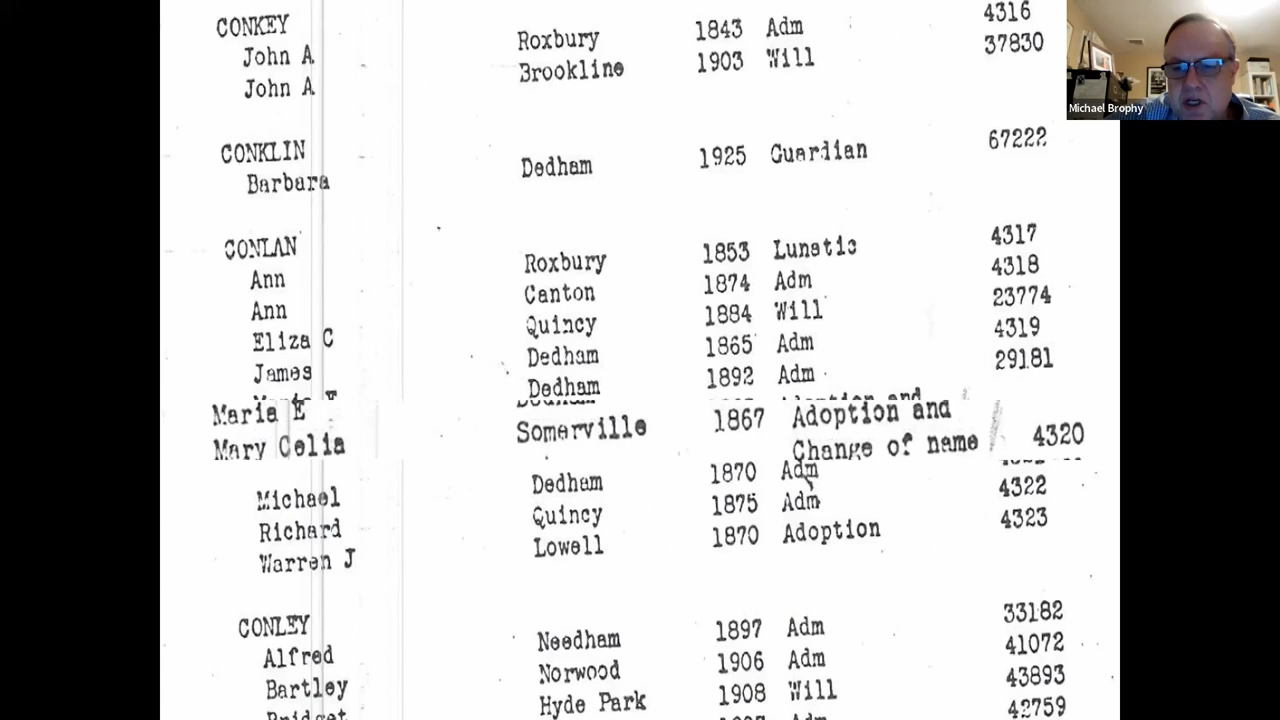 CONKEY
John A Roxbury 1843 Adm 4316
John A Brookline 1903 Will 37830
CONKLIN
Barbara Dedham 1925 Guardian 67222
CONLAN
Ann Roxbury 1853 Lunatic 4317
Ann Canton 1874 Adm 4318
Eliza C Quincy 1884 Will 23774
James Dedham 1865 Adm 4319
Maria E Dedham 1892 Adm 29181
Mary Celia Somerville 1867 Adoption and
Change of name 4320
Michael Dedham 1870 Adm
Richard Quincy 1875 Adm 4322
Warren J Lowell 1870 Adoption 4323
CONLEY
Alfred Needham 1897 Adm 33182
Bartley Norwood 1906 Adm 41072
Bridget Hyde Park 1908 Will 43893
Adm 42759
Michael Brophy